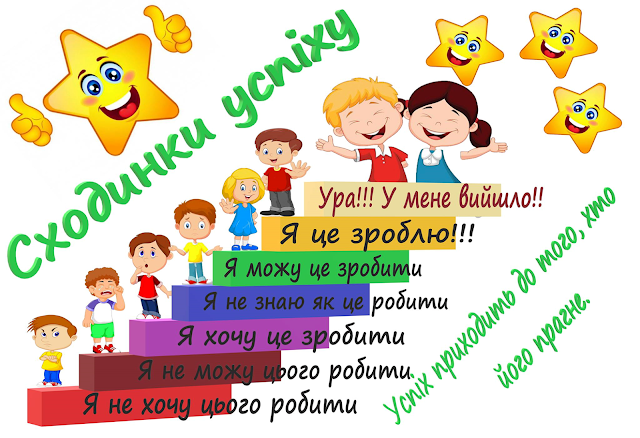 Сходинки успіху
Ура!!! У мене вийшло!!
Я це зроблю!!!
Я можу це зробити
Я не знаю як це робити
Я хочу це зробити
Я не можу цього робити
Я не хочу цього робити
Успіх приходить до того, хто
його прагне.